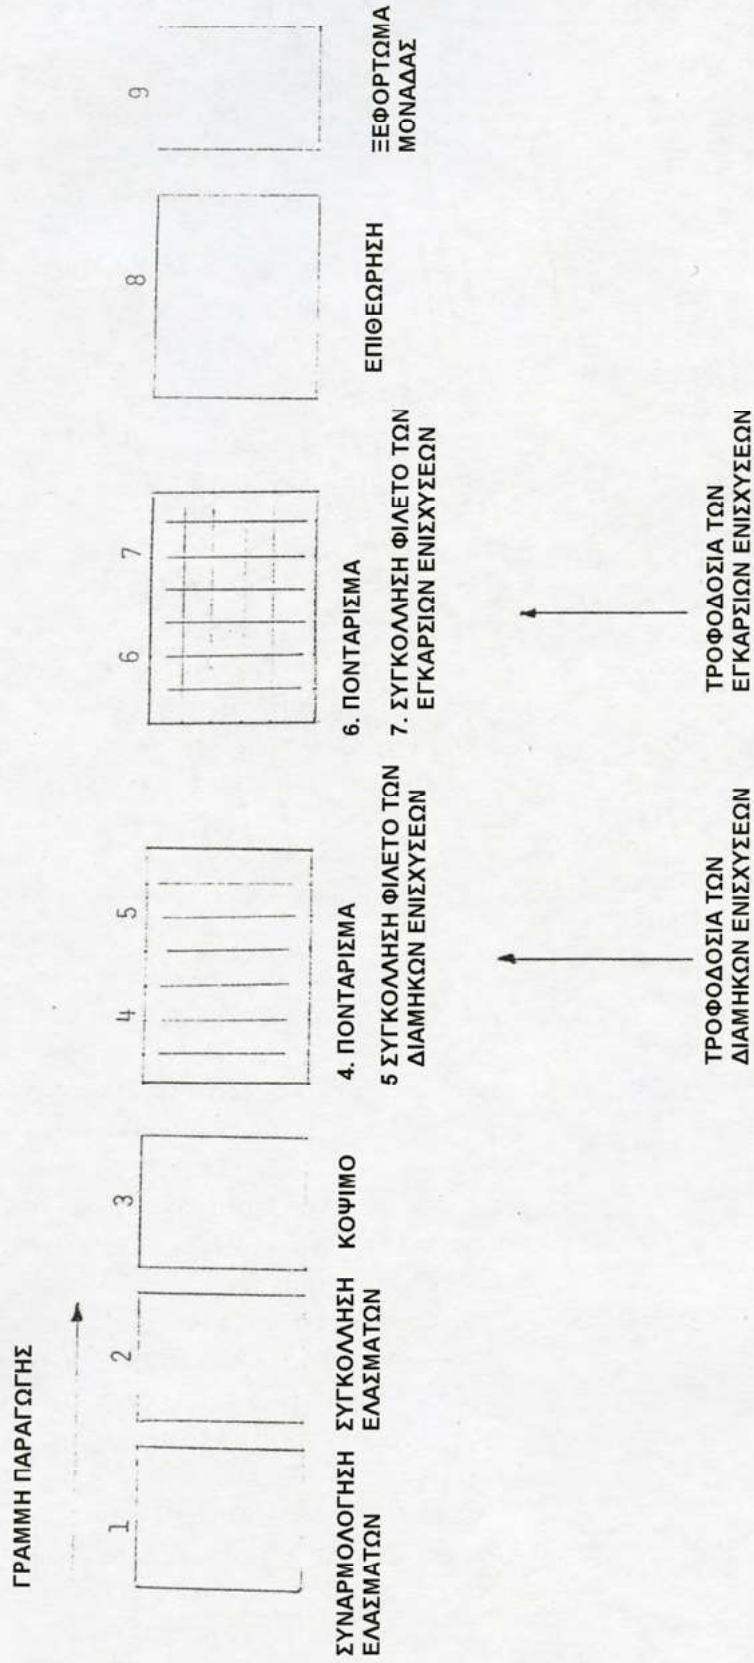 ΓΡΑΜΜΗ ΠΑΡΑΓΩΓΗΣ
1
2
3
4
5
6
7
8
9
ΣΥΝΑΡΜΟΛΟΓΗΣΗ
ΕΛΑΣΜΑΤΩΝ
ΣΥΓΚΟΛΛΗΣΗ
ΕΛΑΣΜΑΤΩΝ
ΚΟΨΙΜΟ
4. ΠΟΝΤΑΡΙΣΜΑ
5 ΣΥΓΚΟΛΛΗΣΗ ΦΙΛΕΤΟ ΤΩΝ
ΔΙΑΜΗΚΩΝ ΕΝΙΣΧΥΣΕΩΝ
6. ΠΟΝΤΑΡΙΣΜΑ
7. ΣΥΓΚΟΛΛΗΣΗ ΦΙΛΕΤΟ ΤΩΝ
ΕΓΚΑΡΣΙΩΝ ΕΝΙΣΧΥΣΕΩΝ
ΕΠΙΘΕΩΡΗΣΗ
ΞΕΦΟΡΤΩΜΑ
ΜΟΝΑΔΑΣ
ΤΡΟΦΟΔΟΣΙΑ ΤΩΝ
ΔΙΑΜΗΚΩΝ ΕΝΙΣΧΥΣΕΩΝ
ΤΡΟΦΟΔΟΣΙΑ ΤΩΝ
ΕΓΚΑΡΣΙΩΝ ΕΝΙΣΧΥΣΕΩΝ